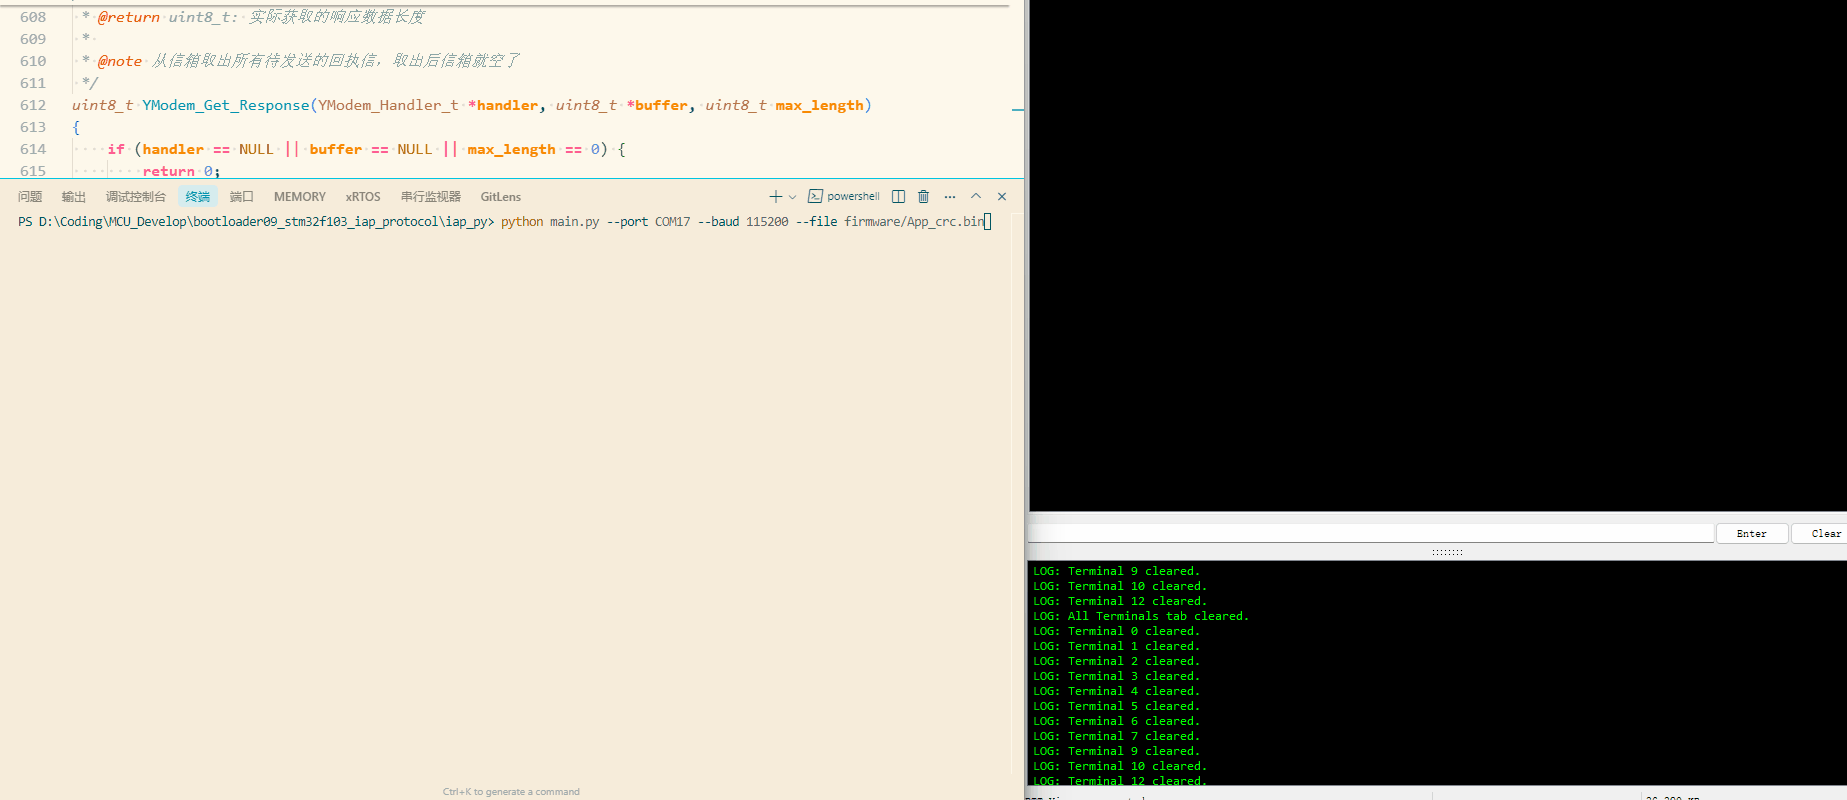 608 * @return uint8_t: 实际获取的响应数据长度
609 *
610 * @note 从信箱取出所有待发送的回执信，取出后信箱就空了
611 */
612 uint8_t YModem_Get_Response(YModem_Handler_t *handler, uint8_t *buffer, uint8_t max_length)
613 {
614 if (handler == NULL || buffer == NULL || max_length == 0) {
615 return 0;
问题 输出 调试控制台 终端 端口 MEMORY xRTOS 串行监视器 GitLens powershell
PS D:\Coding\MCU_Develop\bootloader09_stm32f103_iap_protocol\iap_py> python main.py --port COM17 --baud 115200 --file firmware/App_crc.bin
Ctrl+K to generate a command
Enter Clear
LOG: Terminal 9 cleared.
LOG: Terminal 10 cleared.
LOG: Terminal 12 cleared.
LOG: All Terminals tab cleared.
LOG: Terminal 0 cleared.
LOG: Terminal 1 cleared.
LOG: Terminal 2 cleared.
LOG: Terminal 3 cleared.
LOG: Terminal 4 cleared.
LOG: Terminal 5 cleared.
LOG: Terminal 6 cleared.
LOG: Terminal 7 cleared.
LOG: Terminal 9 cleared.
LOG: Terminal 10 cleared.
LOG: Terminal 12 cleared.